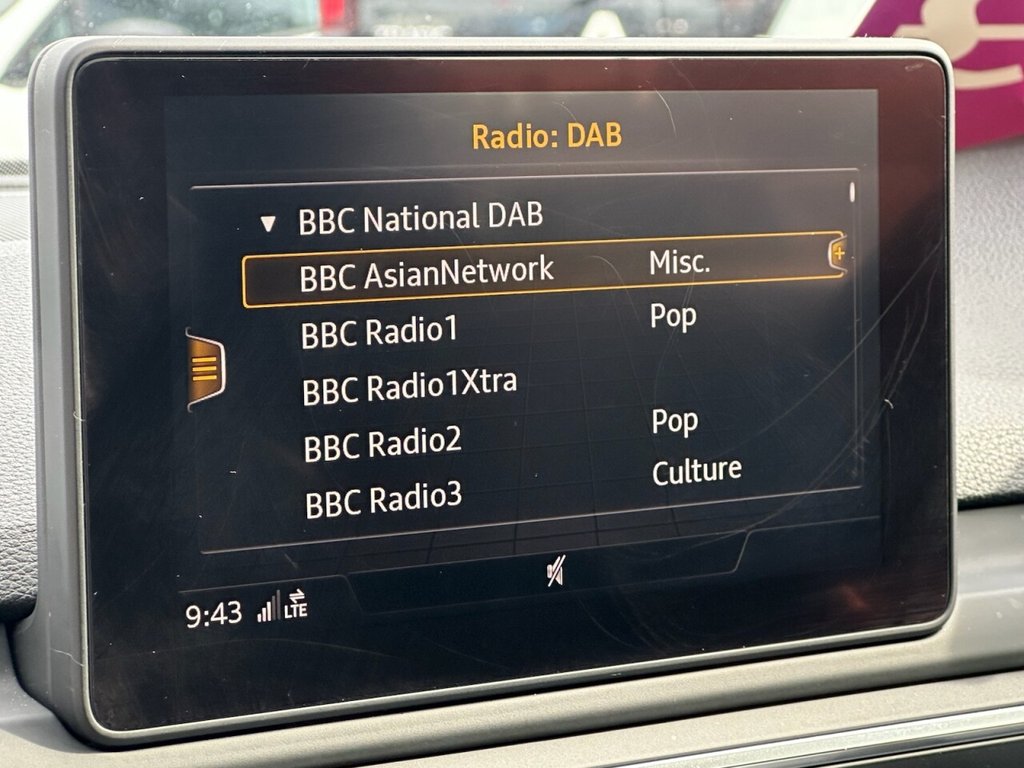 Radio: DAB
BBC National DAB
BBC AsianNetwork Misc.
BBC Radio1 Pop
BBC Radio1Xtra
BBC Radio2 Pop
BBC Radio3 Culture
9:43 LTE